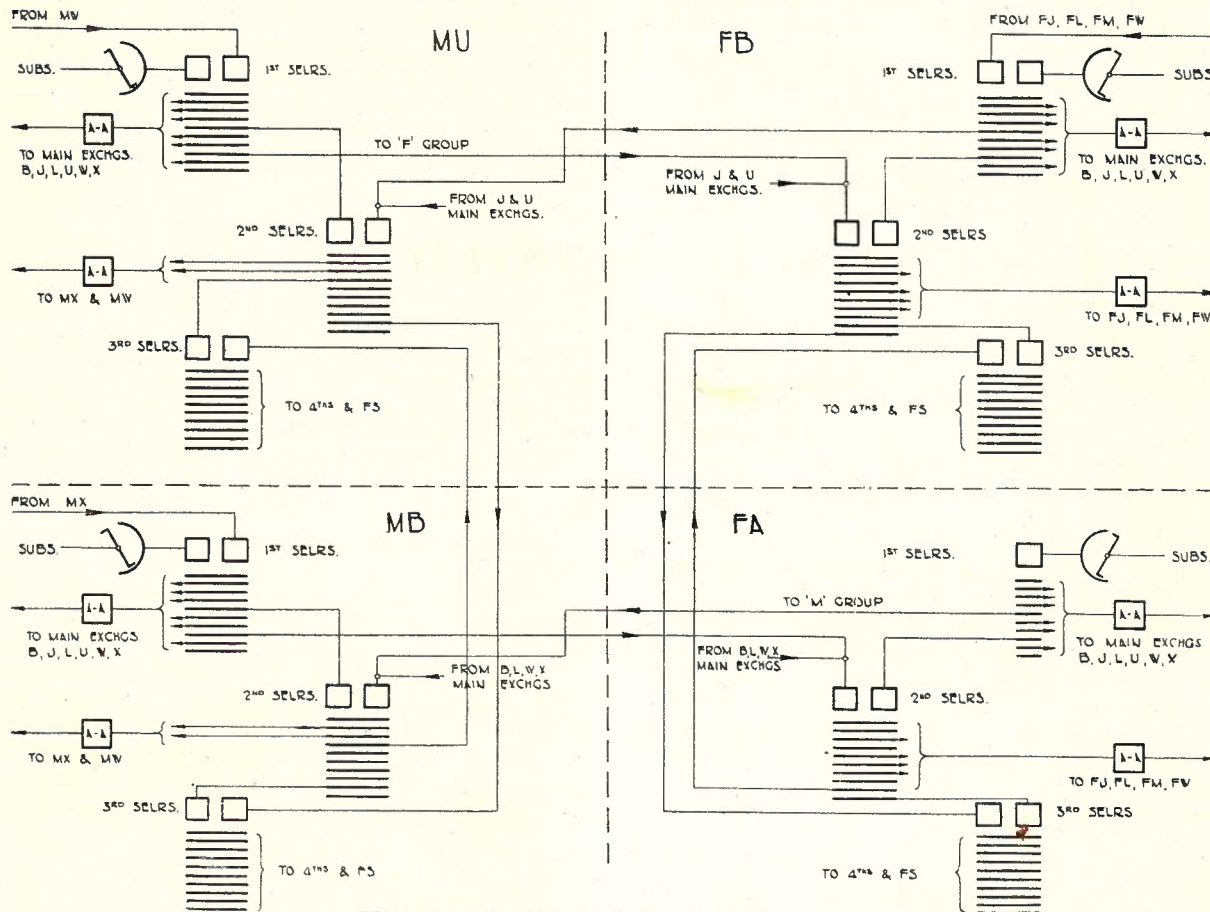 FROM MW
MU
SUBS.
1ST SELRS.
A-A
TO MAIN EXCHGS.
B, J, L, U, W, X
TO 'F' GROUP
FROM J & U
MAIN EXCHGS.
2ND SELRS.
A-A
TO MX & MW
3RD SELRS.
TO 4THS & FS
FB
FROM FJ, FL, FM, FW
1ST SELRS.
SUBS.
A-A
TO MAIN EXCHGS.
B, J, L, U, W, X
FROM J & U
MAIN EXCHGS.
2ND SELRS
A-A
TO FJ, FL, FM, FW
3RD SELRS.
TO 4THS & FS
FROM MX
MB
SUBS.
1ST SELRS.
A-A
TO MAIN EXCHGS
B, J, L, U, W, X
FROM B, L, W, X
MAIN EXCHGS
2ND SELRS.
A-A
TO MX & MW
3RD SELRS.
TO 4THS & FS
FA
1ST SELRS.
SUBS.
TO 'M' GROUP
A-A
TO MAIN EXCHGS
B, J, L, U, W, X
FROM B, L, W, X
MAIN EXCHGS
2ND SELRS.
A-A
TO FJ, FL, FM, FW
3RD SELRS
TO 4THS & FS